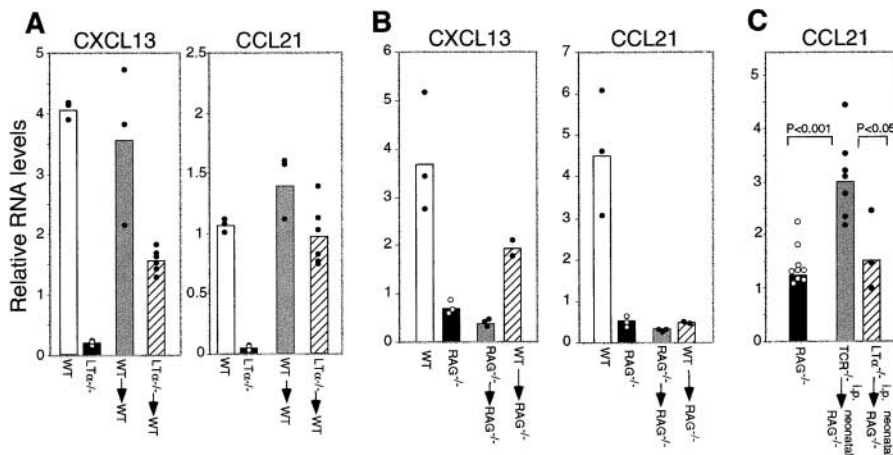 A
CXCL13
CCL21
Relative RNA levels
5
4
3
2
1
0
2.5
2
1.5
1
0.5
0
WT
LTα-/-
WT → WT
LTα-/- → WT
WT
LTα-/-
WT → WT
LTα-/- → WT
B
CXCL13
CCL21
6
5
4
3
2
1
0
7
6
5
4
3
2
1
0
WT
RAG-/-
RAG-/- → RAG-/-
WT → RAG-/-
WT
RAG-/-
RAG-/- → RAG-/-
WT → RAG-/-
C
CCL21
5
4
3
2
1
0
P<0.001
P<0.05
RAG-/-
TCR-/- i.p. → neonatal RAG-/-
LTα-/- i.p. → neonatal RAG-/-